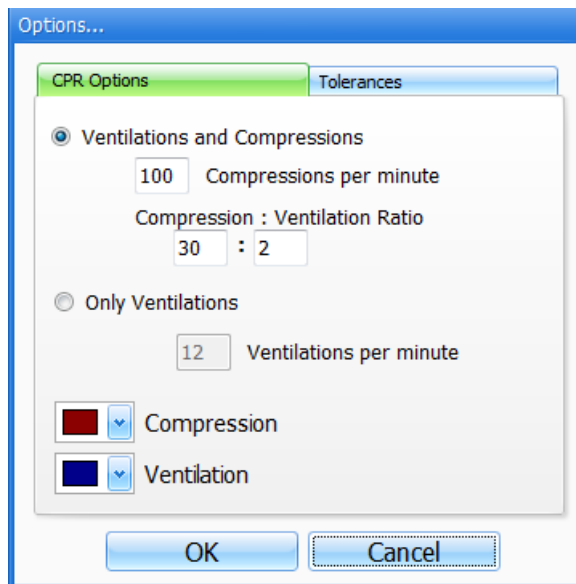 Options...
CPR Options Tolerances
Ventilations and Compressions
100 Compressions per minute
Compression : Ventilation Ratio
30 : 2
Only Ventilations
12 Ventilations per minute
Compression
Ventilation
OK Cancel